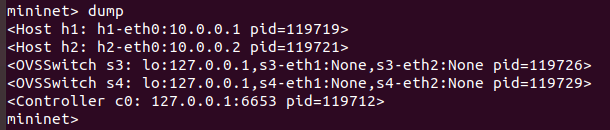 mininet> dump
<Host h1: h1-eth0:10.0.0.1 pid=119719>
<Host h2: h2-eth0:10.0.0.2 pid=119721>
<OVSSwitch s3: lo:127.0.0.1,s3-eth1:None,s3-eth2:None pid=119726>
<OVSSwitch s4: lo:127.0.0.1,s4-eth1:None,s4-eth2:None pid=119729>
<Controller c0: 127.0.0.1:6653 pid=119712>
mininet>